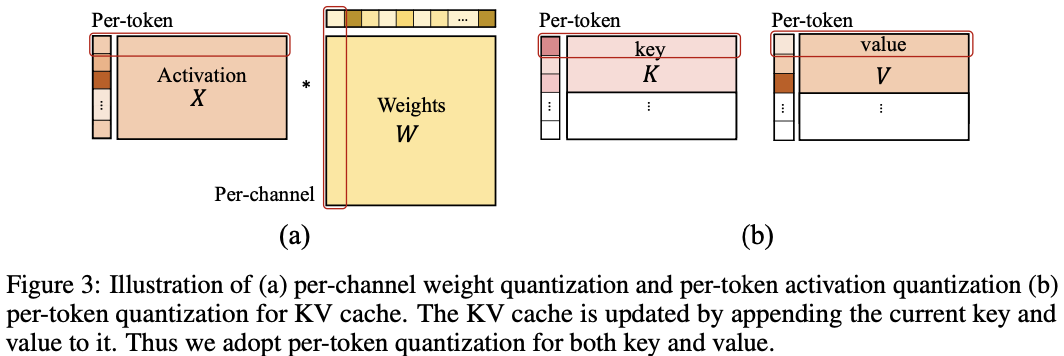 Per-token
Activation
X
...
*
...
Weights
W
Per-channel
(a)
Per-token
key
K
...
...
Per-token
value
V
...
...
(b)
Figure 3: Illustration of (a) per-channel weight quantization and per-token activation quantization (b)
per-token quantization for KV cache. The KV cache is updated by appending the current key and
value to it. Thus we adopt per-token quantization for both key and value.